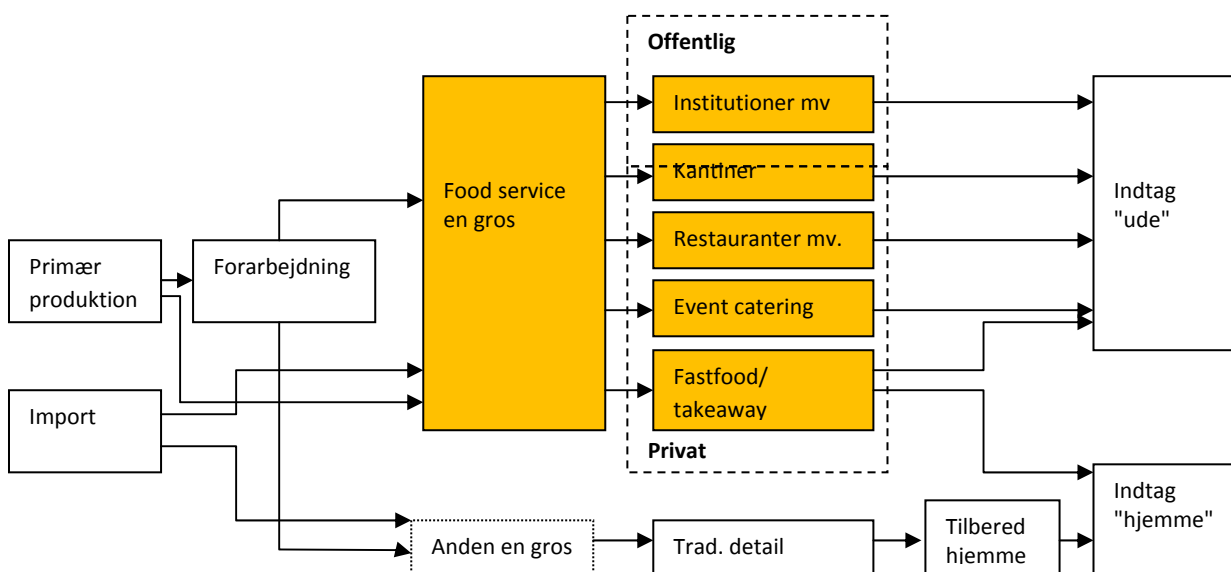 Offentlig
Institutioner mv
Kantiner
Food service
en gros
Indtag
"ude"
Restauranter mv.
Primær
produktion
Forarbejdning
Event catering
Fastfood/
takeaway
Import
Privat
Indtag
"hjemme"
Anden en gros
Trad. detail
Tilbered
hjemme